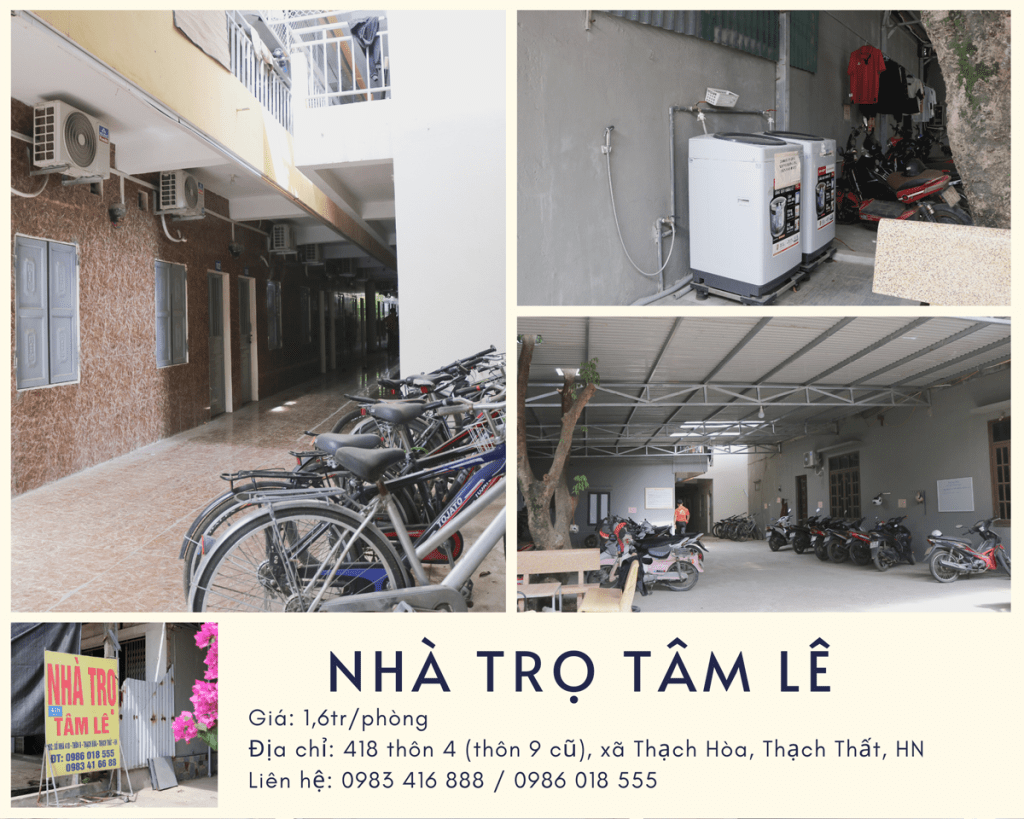 TOJATO
NHÀ TRỌ
TÂM LÊ
ĐT: 0986 018 555
0983 41 66 88
NHÀ TRỌ TÂM LÊ
Giá: 1,6tr/phòng
Địa chỉ: 418 thôn 4 (thôn 9 cũ), xã Thạch Hòa, Thạch Thất, HN
Liên hệ: 0983 416 888 / 0986 018 555